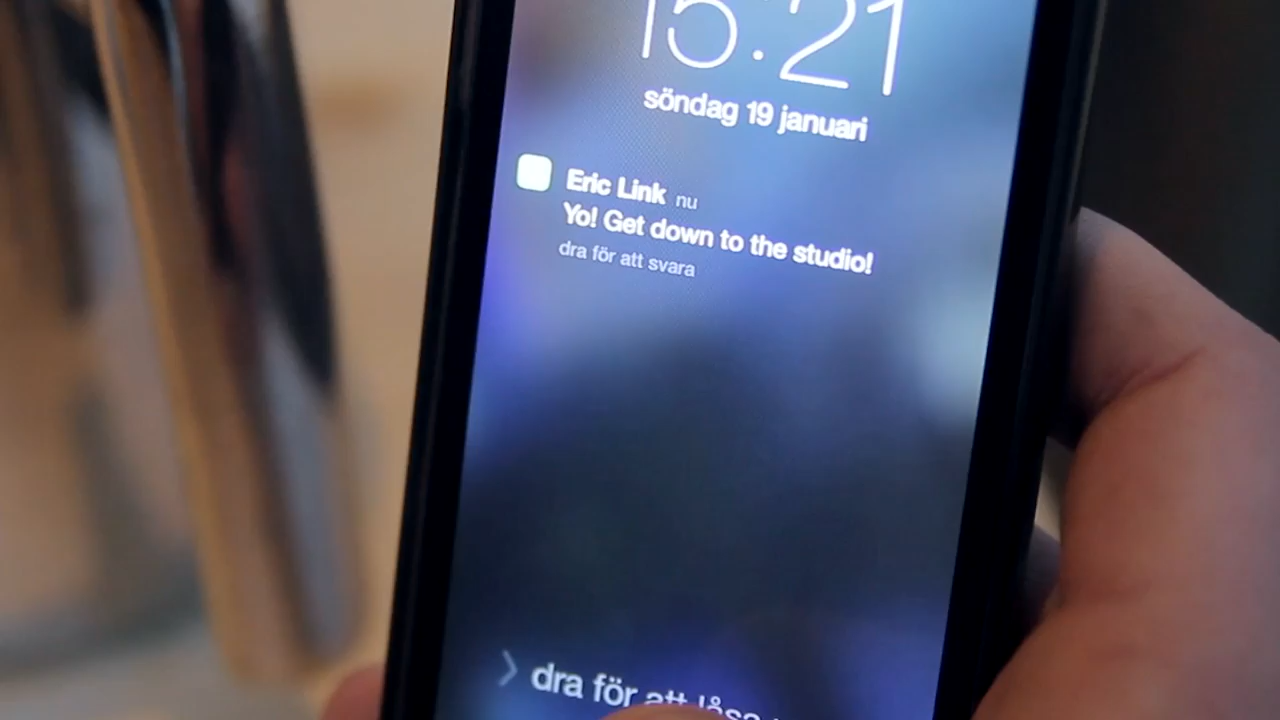 15:21
söndag 19 januari
Eric Link nu
Yo! Get down to the studio!
dra för att svara
dra för att låsa